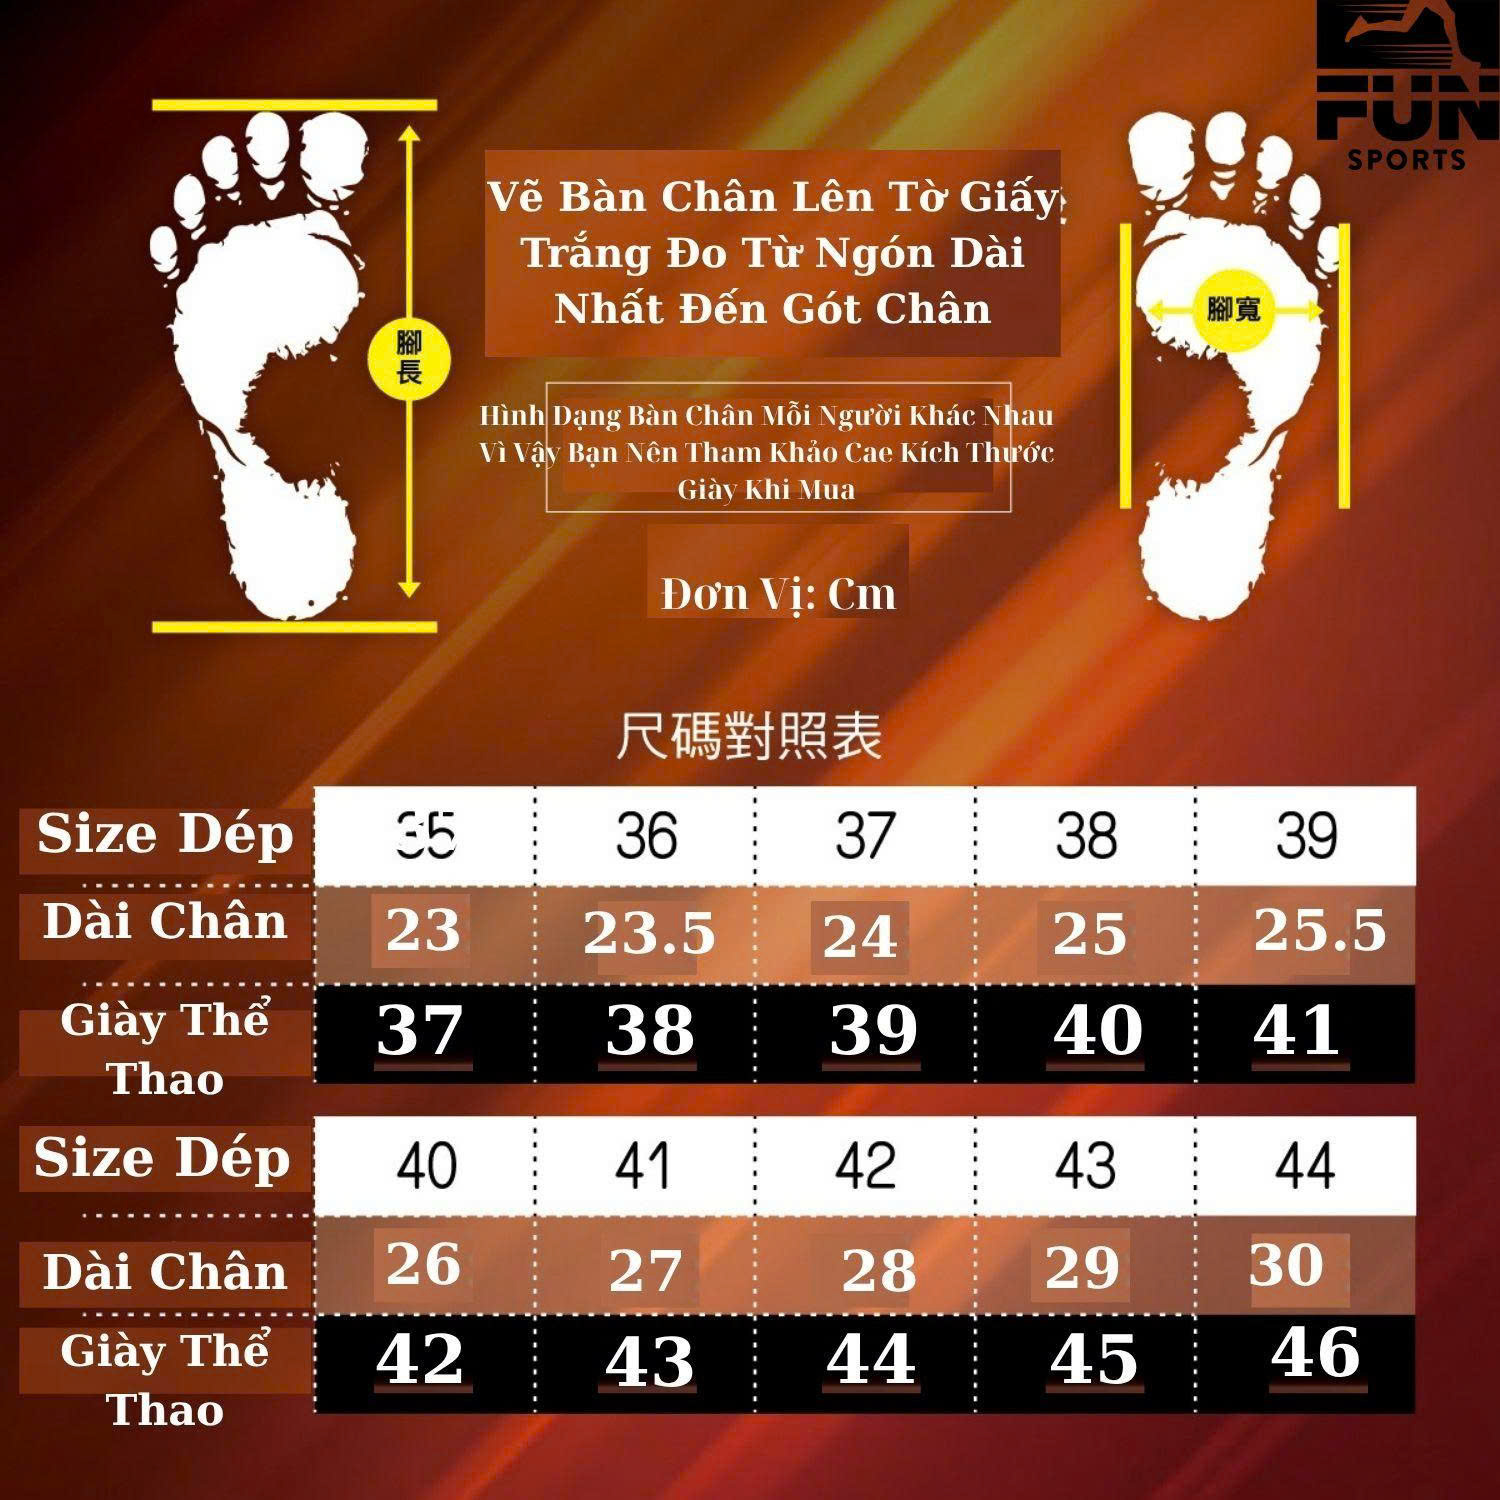 FUN
SPORTS
Vẽ Bàn Chân Lên Tờ Giấy
Trắng Đo Từ Ngón Dài
Nhất Đến Gót Chân
腳長
腳寬
Hình Dạng Bàn Chân Mỗi Người Khác Nhau
Vì Vậy Bạn Nên Tham Khảo Cae Kích Thước
Giày Khi Mua
Đơn Vị: Cm
尺碼對照表
Size Dép 35 36 37 38 39
Dài Chân 23 23.5 24 25 25.5
Giày Thể Thao 37 38 39 40 41
Size Dép 40 41 42 43 44
Dài Chân 26 27 28 29 30
Giày Thể Thao 42 43 44 45 46